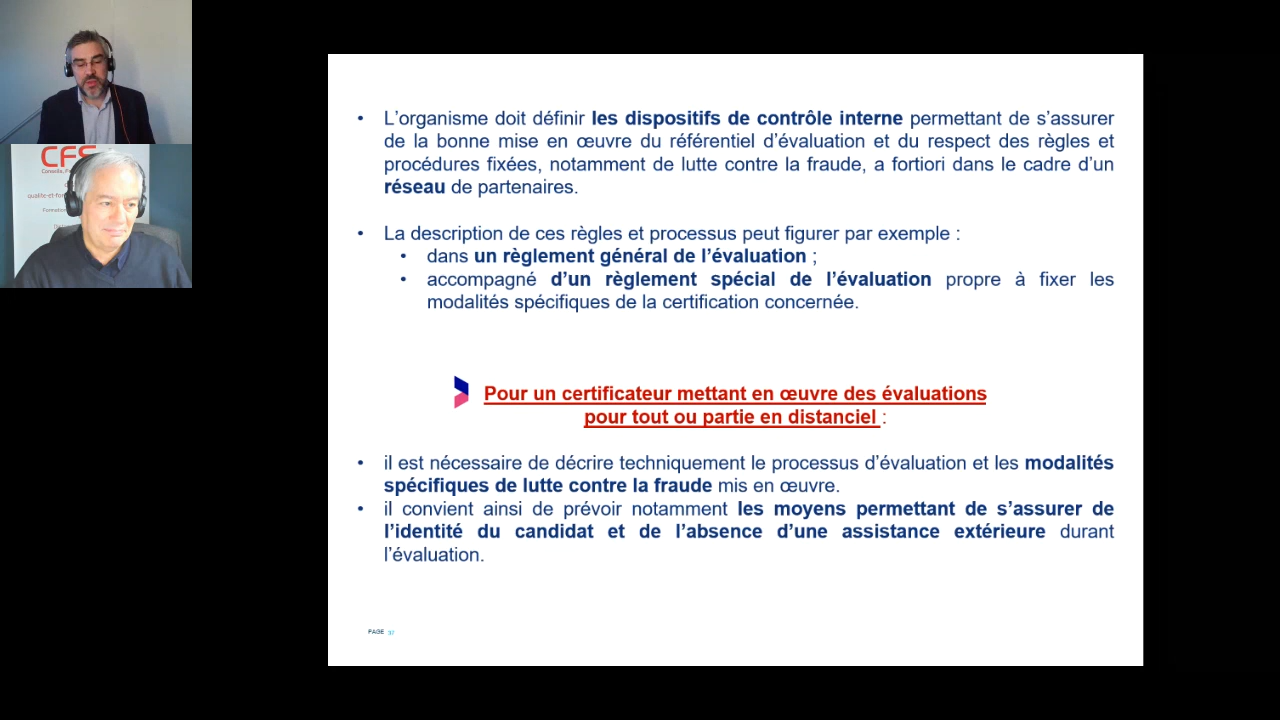 CFS
qualite-et-for
Formation
• L'organisme doit définir les dispositifs de contrôle interne permettant de s'assurer
de la bonne mise en œuvre du référentiel d'évaluation et du respect des règles et
procédures fixées, notamment de lutte contre la fraude, a fortiori dans le cadre d'un
réseau de partenaires.
• La description de ces règles et processus peut figurer par exemple :
• dans un règlement général de l'évaluation ;
• accompagné d'un règlement spécial de l'évaluation propre à fixer les
modalités spécifiques de la certification concernée.
Pour un certificateur mettant en œuvre des évaluations
pour tout ou partie en distanciel :
• il est nécessaire de décrire techniquement le processus d'évaluation et les modalités
spécifiques de lutte contre la fraude mis en œuvre.
• il convient ainsi de prévoir notamment les moyens permettant de s'assurer de
l'identité du candidat et de l'absence d'une assistance extérieure durant
l'évaluation.
PAGE 37